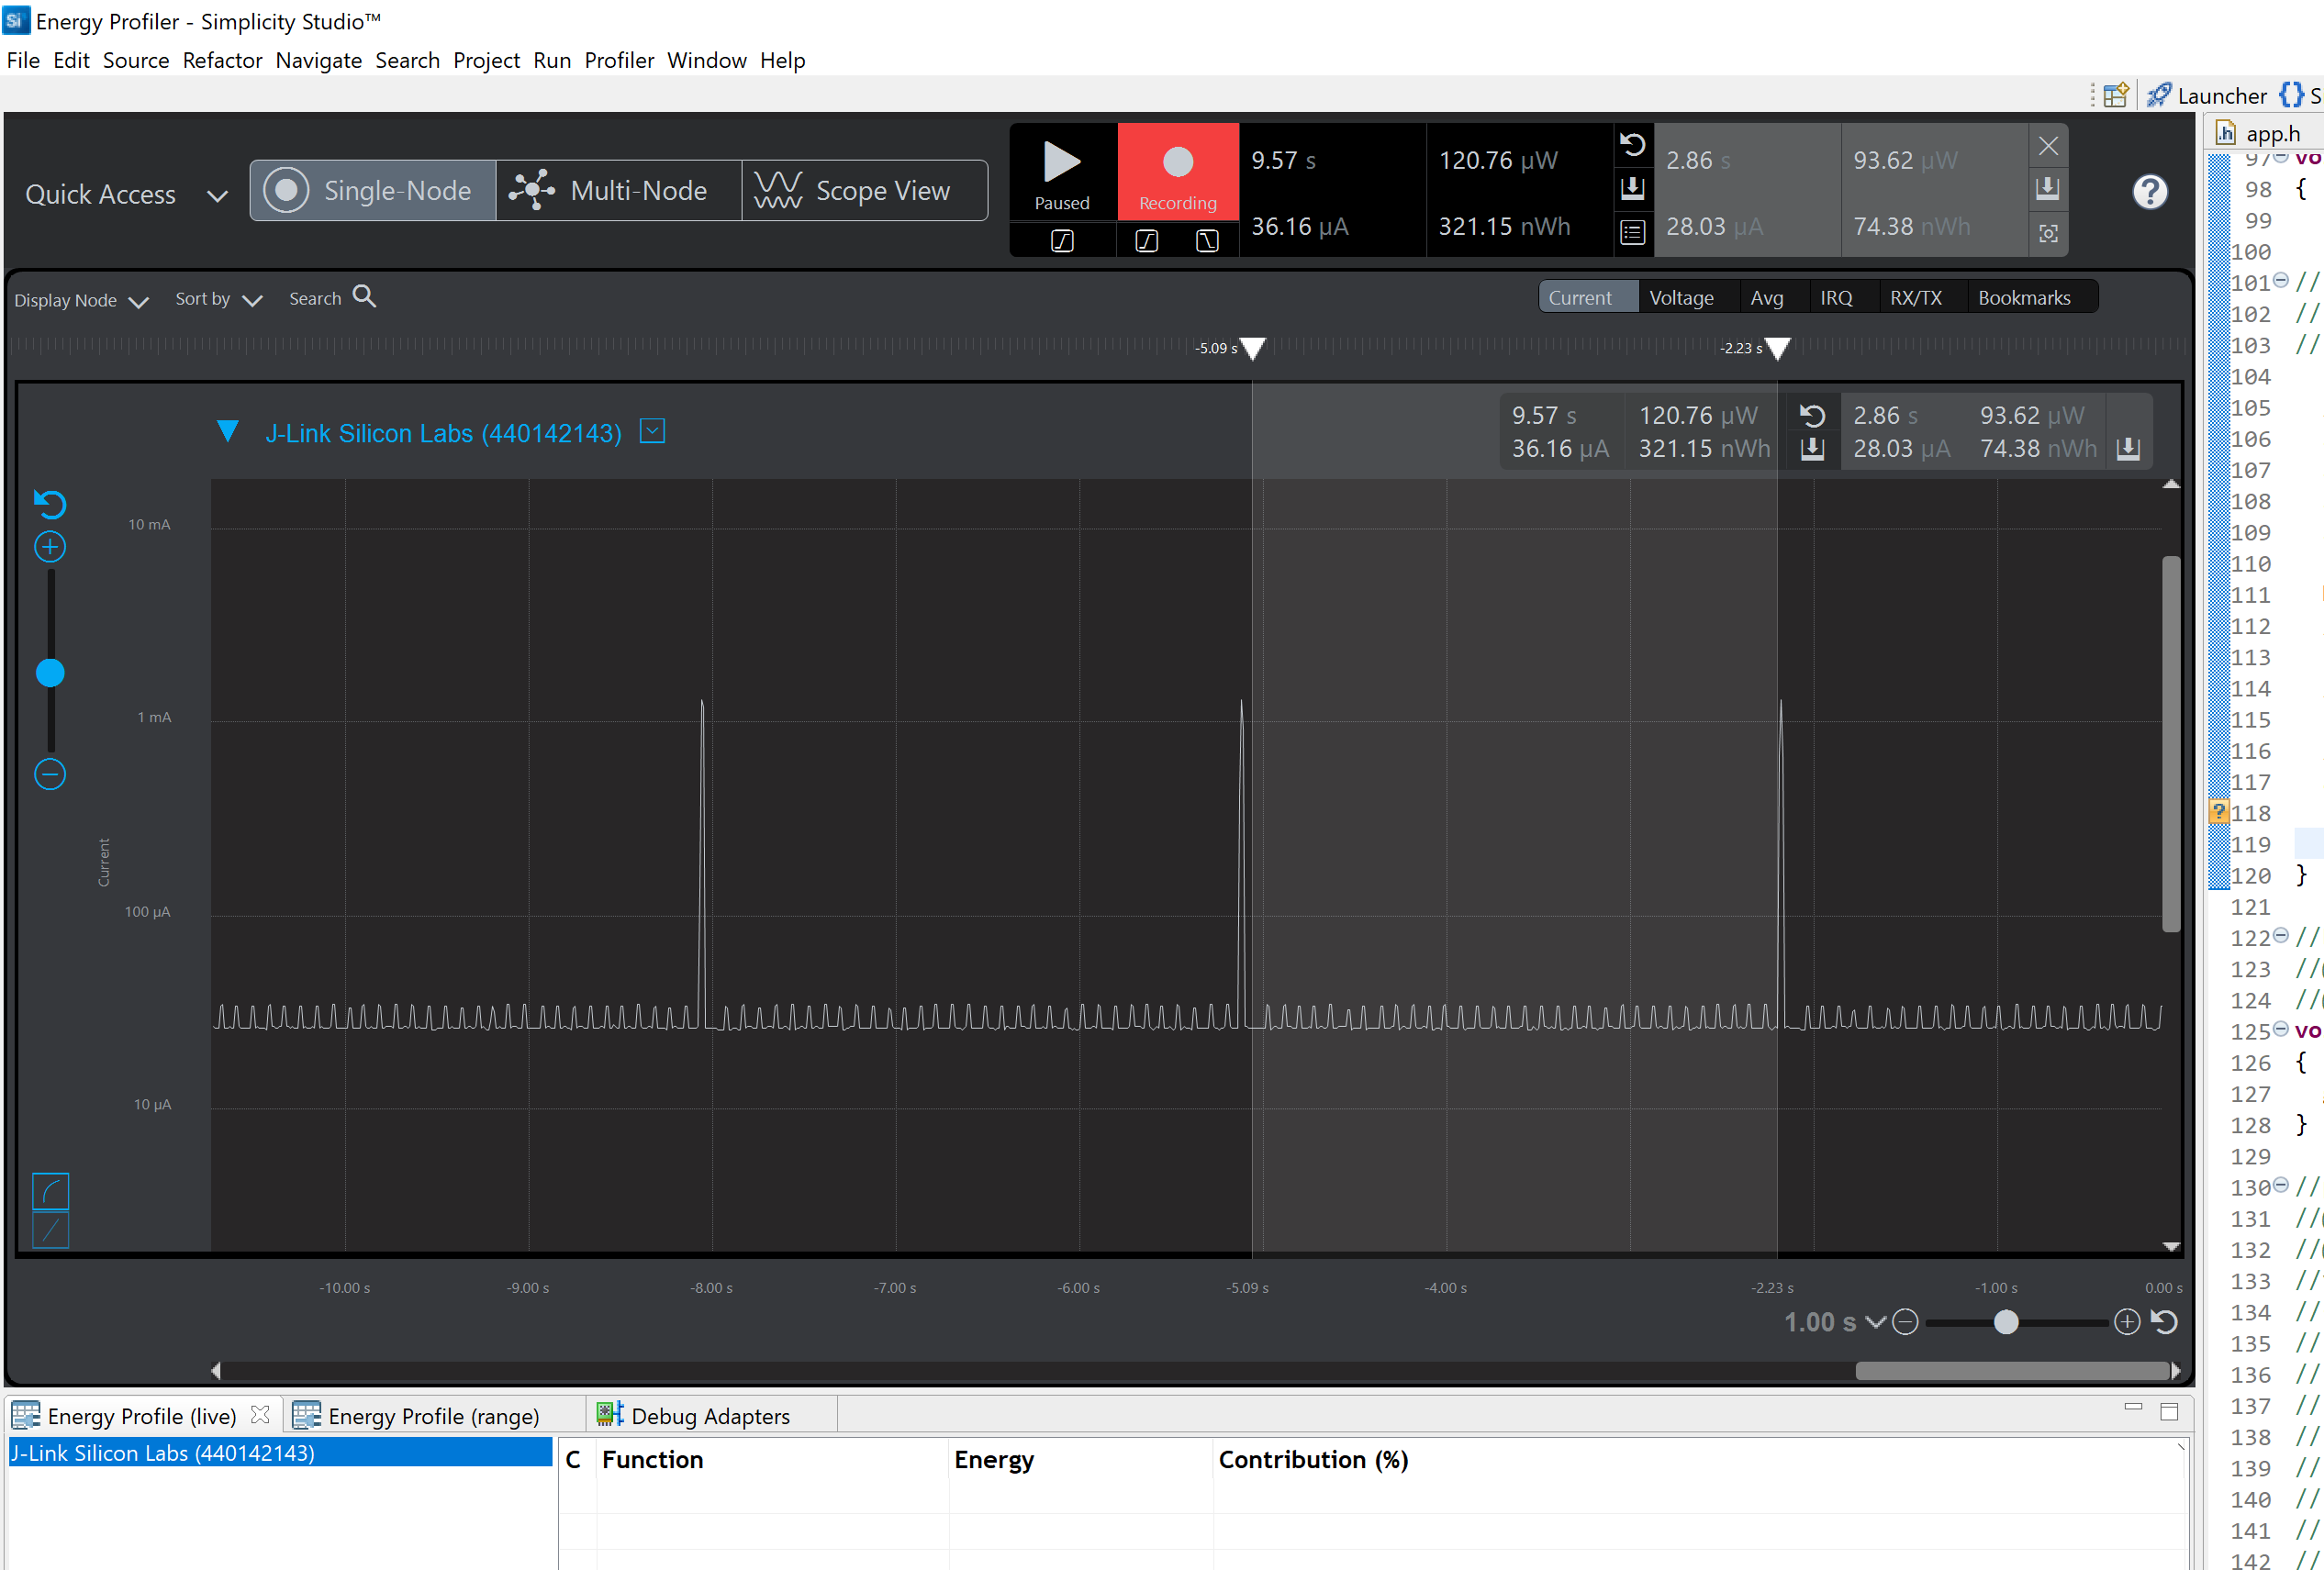 Energy Profiler - Simplicity Studio™
File Edit Source Refactor Navigate Search Project Run Profiler Window Help
Launcher
Quick Access
Single-Node
Multi-Node
Scope View
Paused
Recording
9.57 s 120.76 µW
36.16 µA 321.15 nWh
2.86 s 93.62 µW
28.03 µA 74.38 nWh
Display Node Sort by Search
Current Voltage Avg IRQ RX/TX Bookmarks
-5.09 s -2.23 s
J-Link Silicon Labs (440142143)
9.57 s 120.76 µW 2.86 s 93.62 µW
36.16 µA 321.15 nWh 28.03 µA 74.38 nWh
10 mA
1 mA
Current
100 µA
10 µA
-10.00 s -9.00 s -8.00 s -7.00 s -6.00 s -5.09 s -4.00 s -2.23 s -1.00 s 0.00 s
1.00 s
Energy Profile (live) Energy Profile (range) Debug Adapters
J-Link Silicon Labs (440142143)
C Function Energy Contribution (%)
app.h
98 {
99
100
101 //
102 //
103 //
104
105
106
107
108
109
110
111
112
113
114
115
116
117
118
119
120 }
121
122 //
123 //
124 //
125 vo
126 {
127
128 }
129
130 //
131 //
132 //
133 //
134 //
135 //
136 //
137 //
138 //
139 //
140 //
141 //
142 //